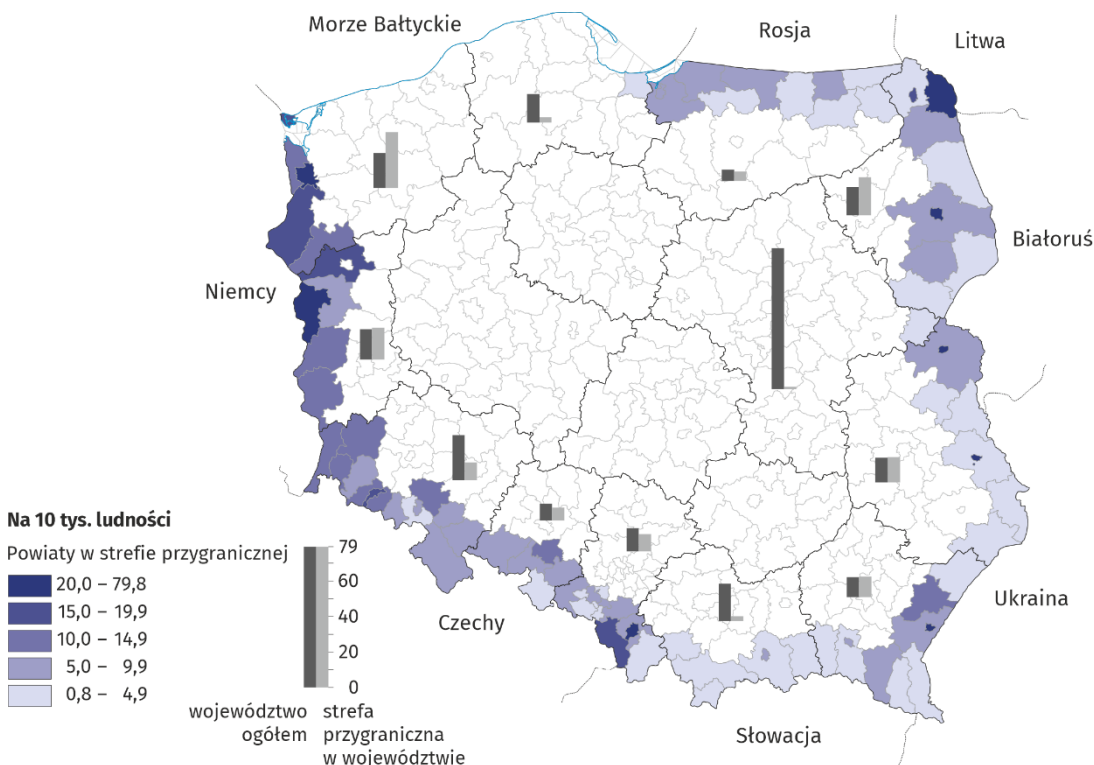 Morze Bałtyckie
Rosja
Litwa
Białoruś
Niemcy
Ukraina
Czechy
Słowacja
Na 10 tys. ludności
Powiaty w strefie przygranicznej
20,0 – 79,8
15,0 – 19,9
10,0 – 14,9
5,0 – 9,9
0,8 – 4,9
79
60
40
20
0
województwo
ogółem
strefa
przygraniczna
w województwie